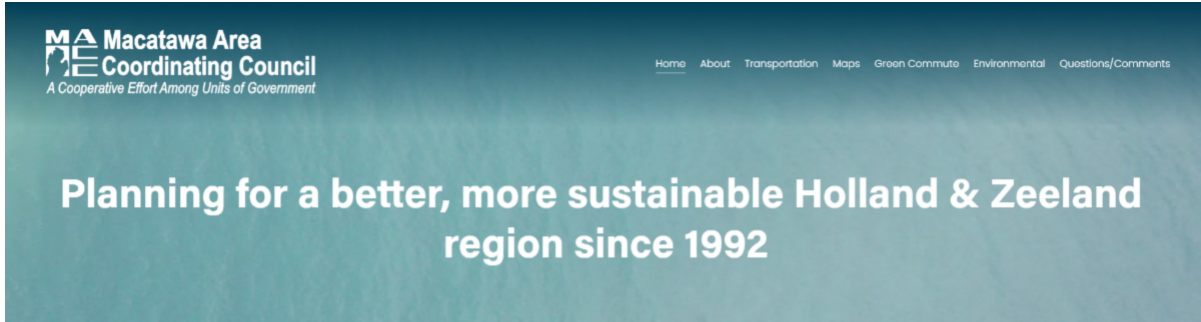 MA Macatawa Area
CC Coordinating Council
A Cooperative Effort Among Units of Government
Home About Transportation Maps Green Commute Environmental Questions/Comments
Planning for a better, more sustainable Holland & Zeeland
region since 1992